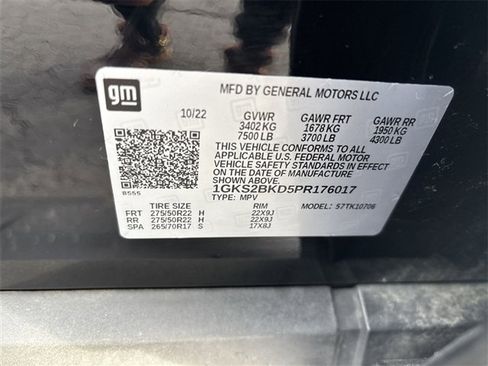 gm
MFD BY GENERAL MOTORS LLC
10/22 GVWR GAWR FRT GAWR RR
3402 KG 1678 KG 1950 KG
7500 LB 3700 LB 4300 LB
THIS VEHICLE CONFORMS TO ALL
APPLICABLE U.S. FEDERAL MOTOR
VEHICLE SAFETY STANDARDS IN EFFECT
ON THE DATE OF MANUFACTURE
SHOWN ABOVE.
1GKS2BKD5PR176017
B555 TYPE: MPV
TIRE SIZE RIM MODEL: 57TK10706
FRT 275/50R22 H 22X9J
RR 275/50R22 H 22X9J
SPA 265/70R17 S 17X8J